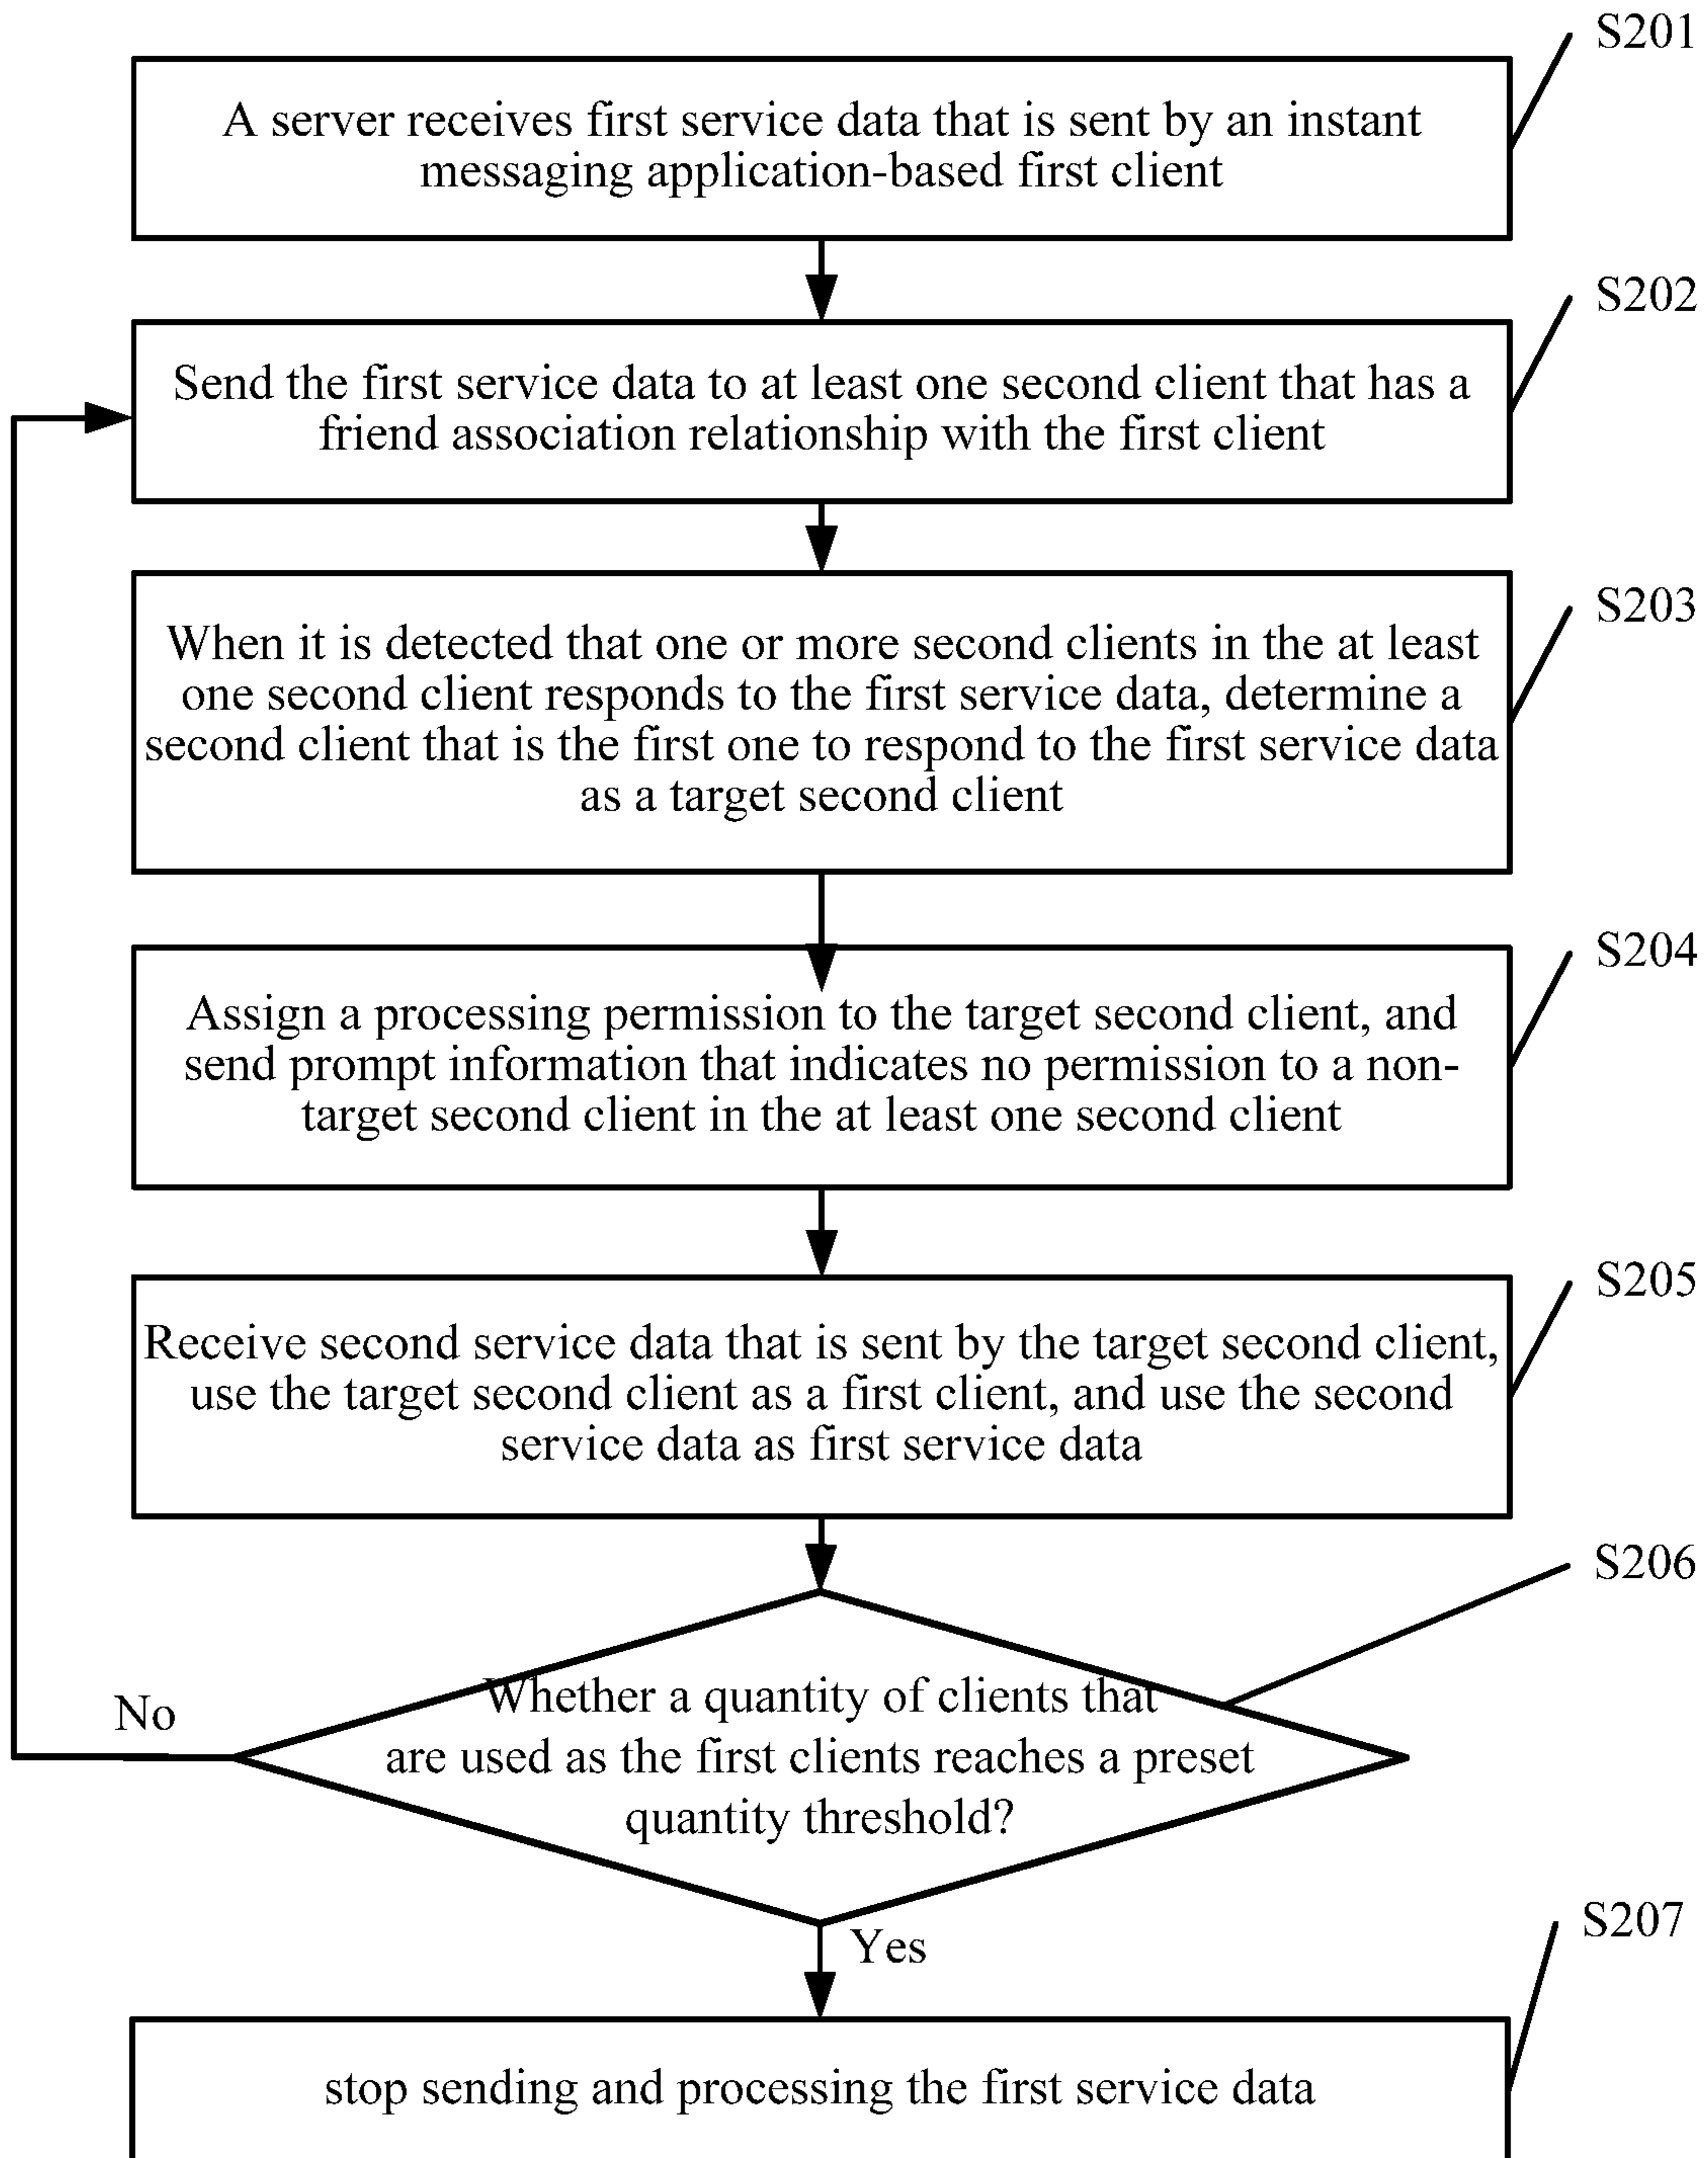 S201
A server receives first service data that is sent by an instant
messaging application-based first client
S202
Send the first service data to at least one second client that has a
friend association relationship with the first client
S203
When it is detected that one or more second clients in the at least
one second client responds to the first service data, determine a
second client that is the first one to respond to the first service data
as a target second client
S204
Assign a processing permission to the target second client, and
send prompt information that indicates no permission to a non-
target second client in the at least one second client
S205
Receive second service data that is sent by the target second client,
use the target second client as a first client, and use the second
service data as first service data
S206
Whether a quantity of clients that
are used as the first clients reaches a preset
quantity threshold?
No
Yes
S207
stop sending and processing the first service data